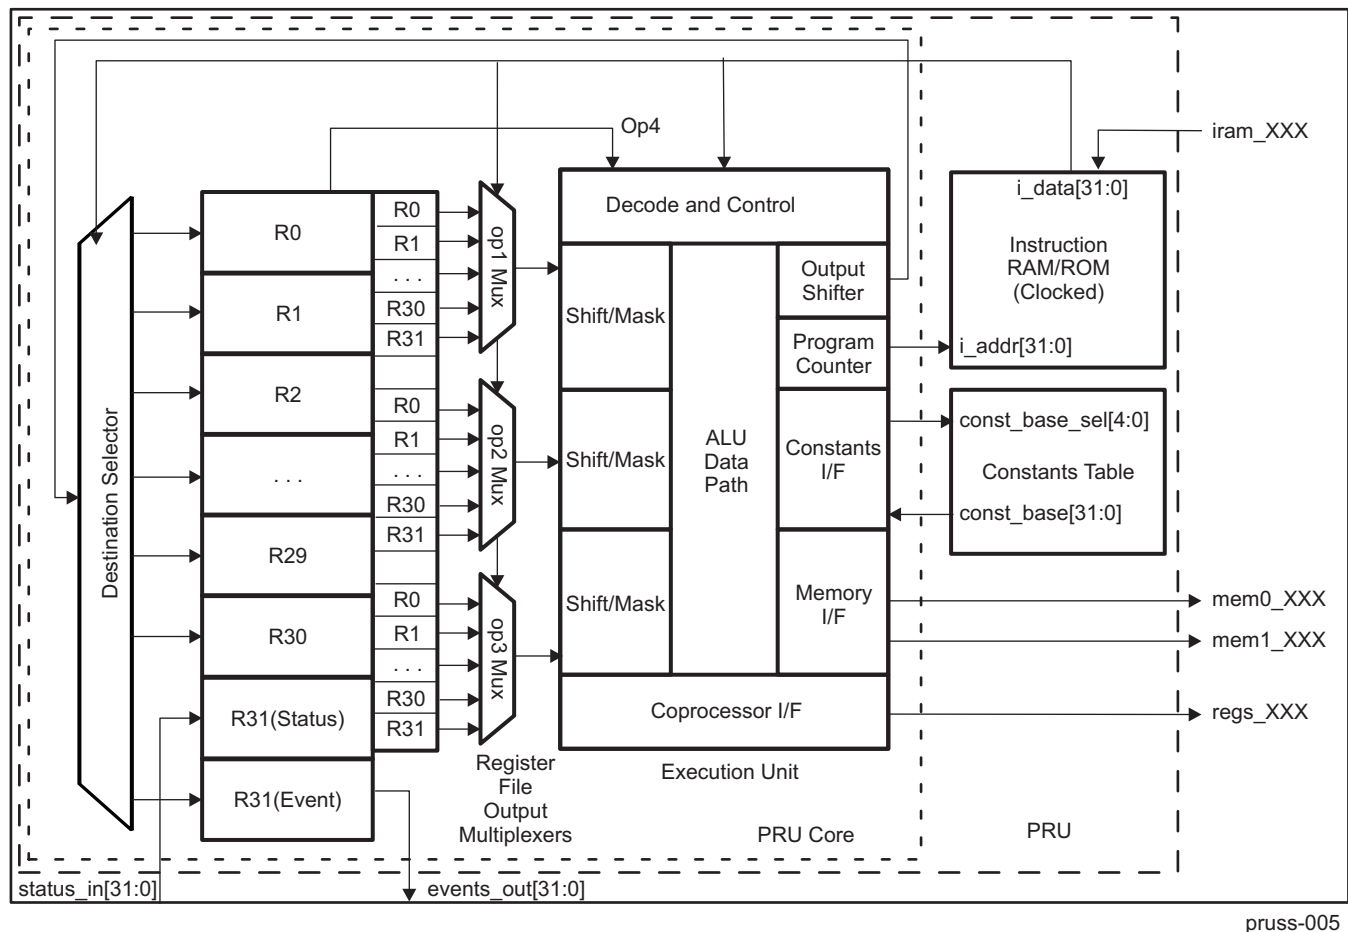 Op4
iram_XXX
Destination Selector
R0
R1
R2
. . .
R29
R30
R31(Status)
R31(Event)
R0
R1
. . .
R30
R31
R0
R1
. . .
R30
R31
R0
R1
. . .
R30
R31
op1 Mux
op2 Mux
op3 Mux
Register
File
Output
Multiplexers
Decode and Control
Shift/Mask
Shift/Mask
Shift/Mask
ALU
Data
Path
Output
Shifter
Program
Counter
Constants
I/F
Memory
I/F
Coprocessor I/F
Execution Unit
PRU Core
i_data[31:0]
Instruction
RAM/ROM
(Clocked)
i_addr[31:0]
const_base_sel[4:0]
Constants Table
const_base[31:0]
PRU
mem0_XXX
mem1_XXX
regs_XXX
status_in[31:0]
events_out[31:0]
pruss-005